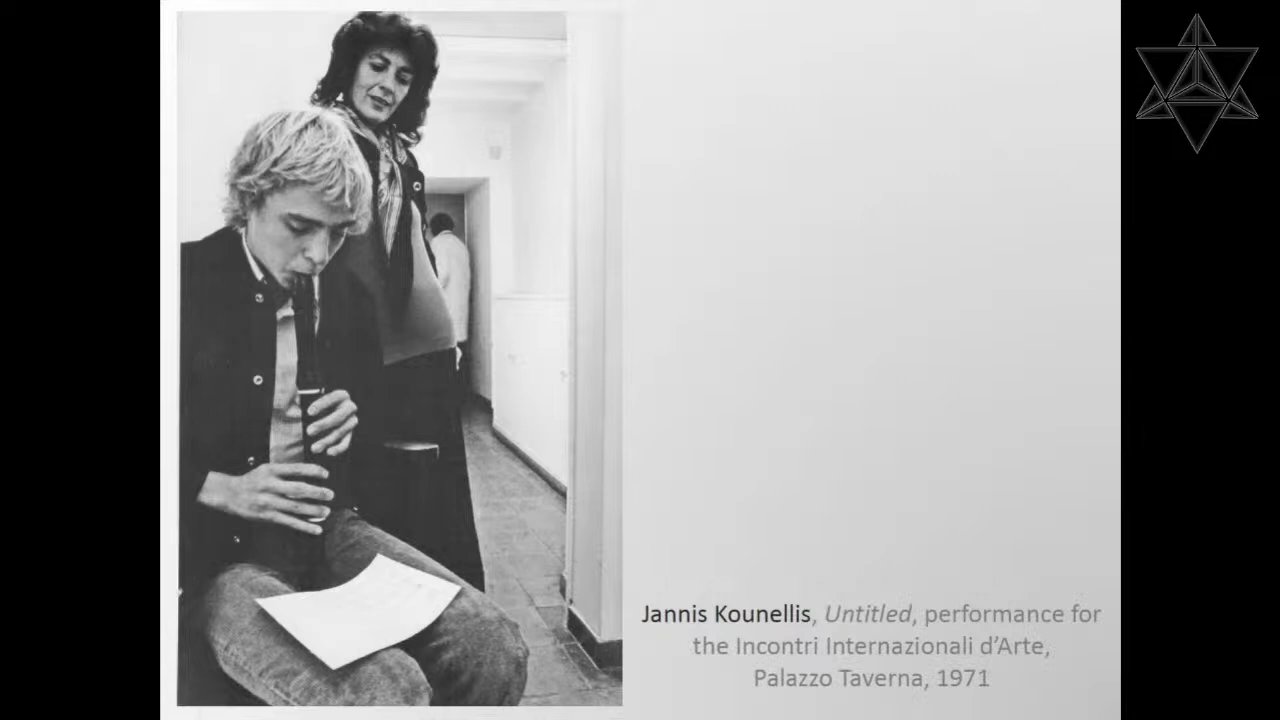 Jannis Kounellis, Untitled, performance for
the Incontri Internazionali d’Arte,
Palazzo Taverna, 1971